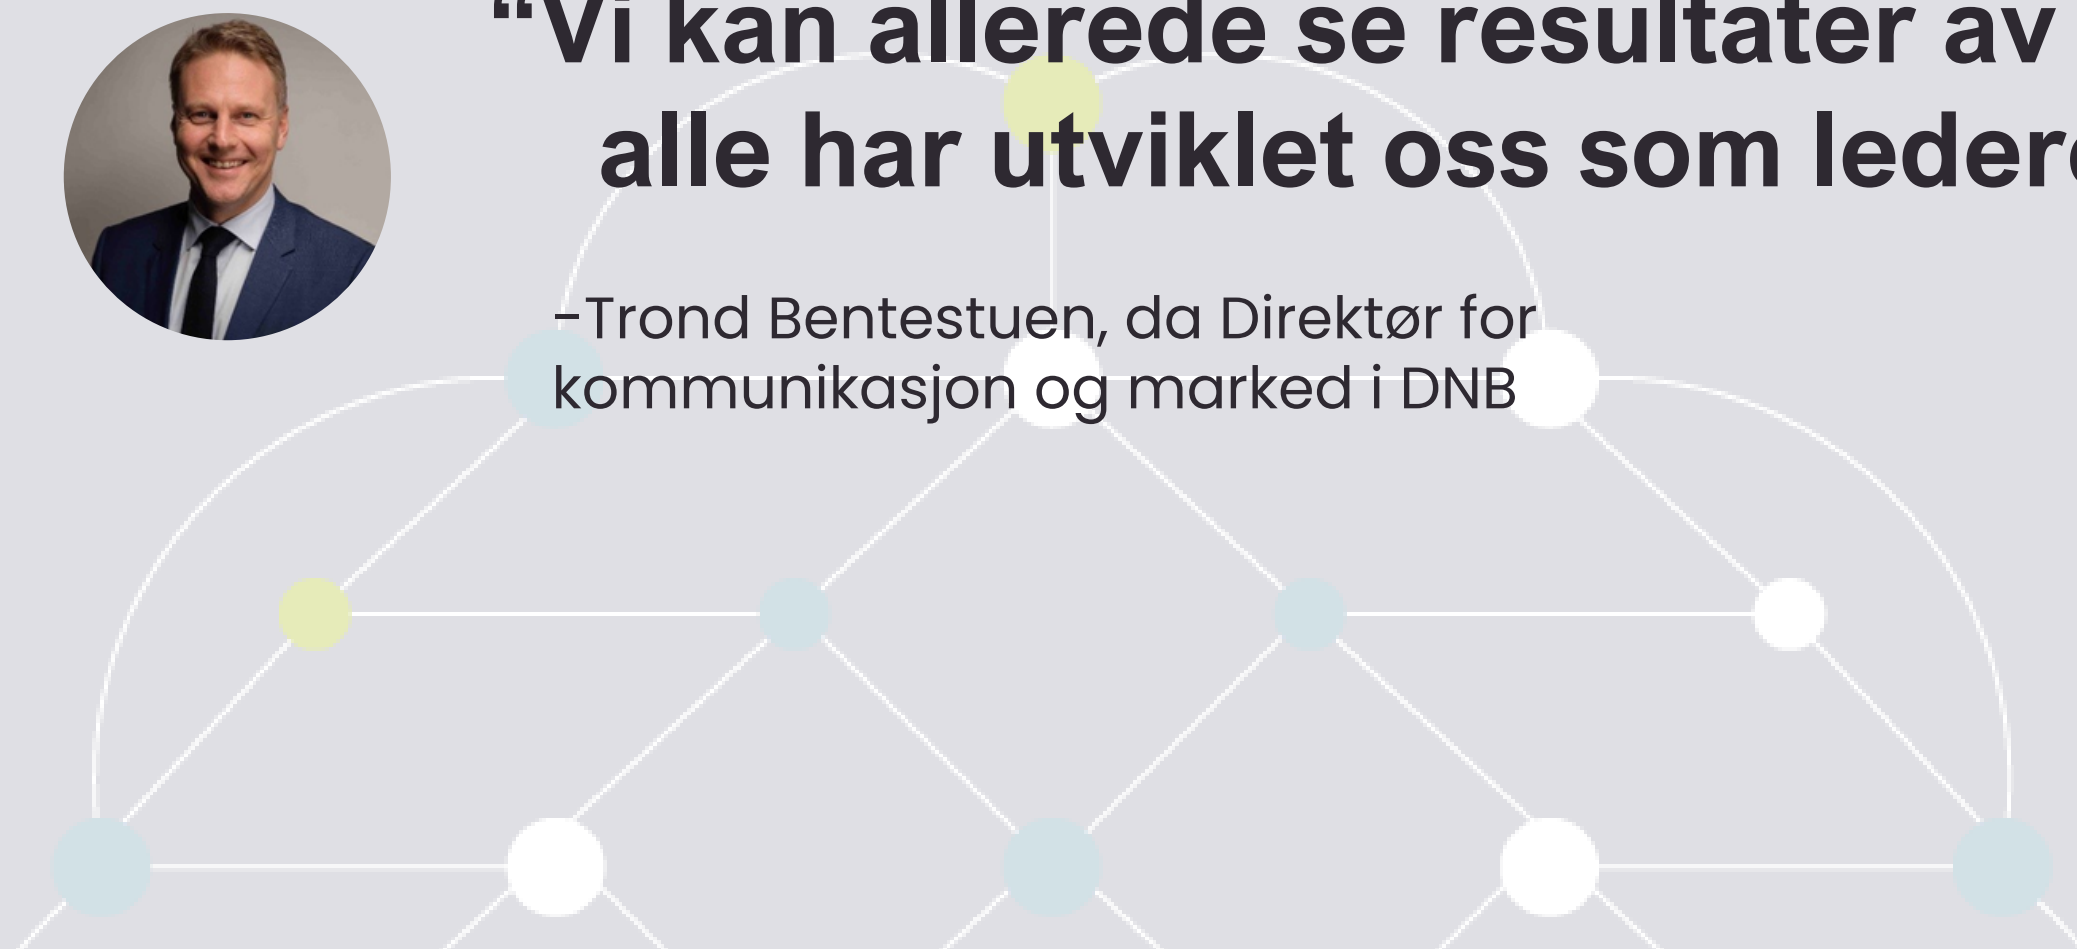 “Vi kan allerede se resultater av
alle har utviklet oss som ledere
–Trond Bentestuen, da Direktør for
kommunikasjon og marked i DNB